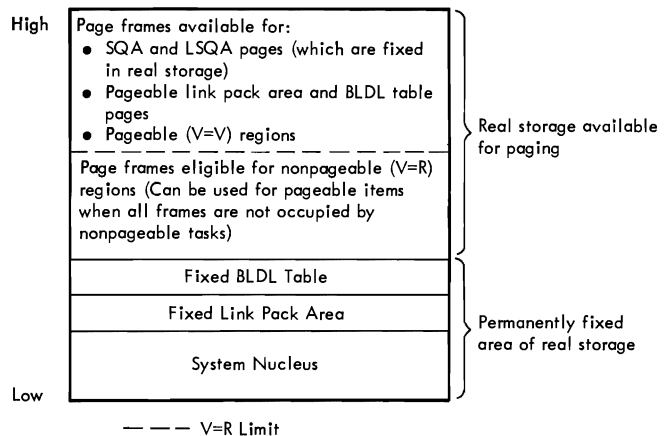 High
Page frames available for:
● SQA and LSQA pages (which are fixed
in real storage)
● Pageable link pack area and BLDL table
pages
● Pageable (V=V) regions
Real storage available
for paging
Page frames eligible for nonpageable (V=R)
regions (Can be used for pageable items
when all frames are not occupied by
nonpageable tasks)
Fixed BLDL Table
Fixed Link Pack Area
Permanently fixed
area of real storage
System Nucleus
Low
— — — V=R Limit